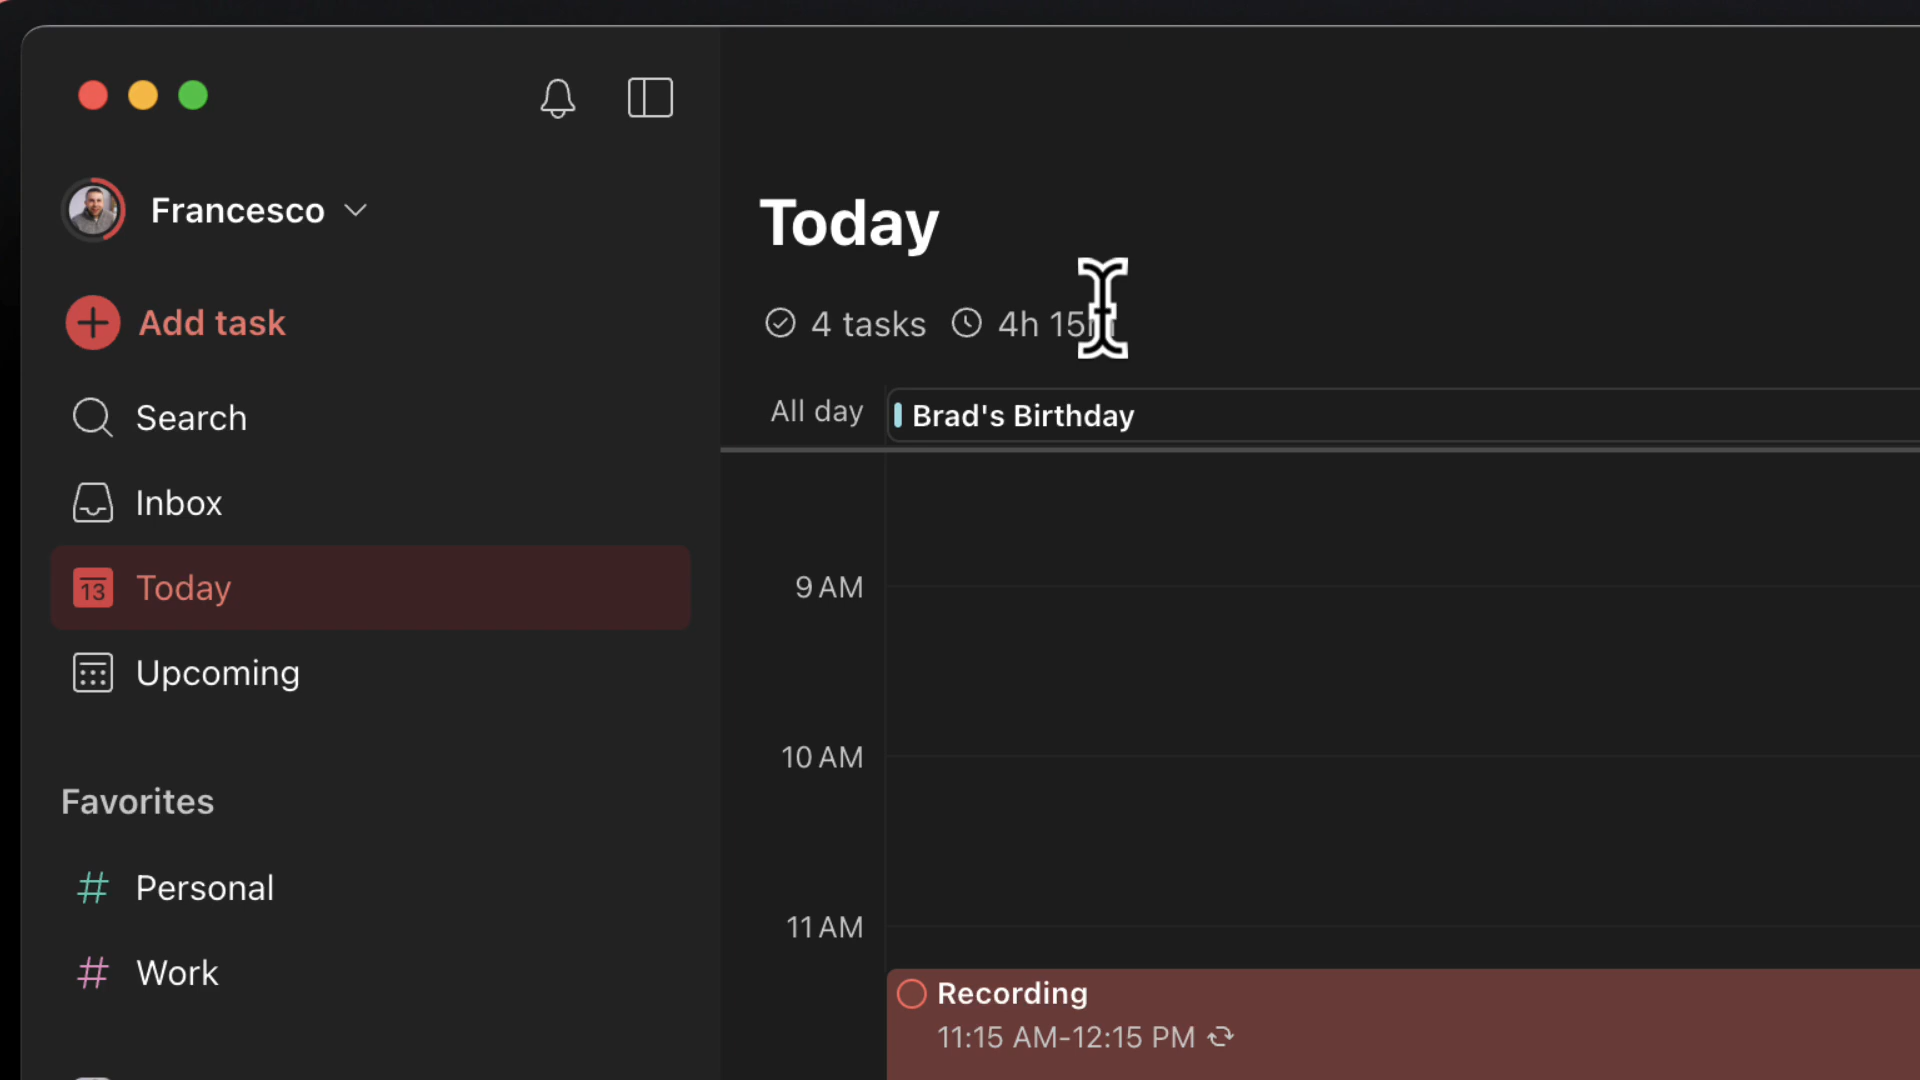 Francesco
Add task
Search
Inbox
13
Today
Upcoming
Favorites
# Personal
# Work
Today
4 tasks 4h 15m
All day Brad's Birthday
9 AM
10 AM
11 AM
Recording
11:15 AM-12:15 PM